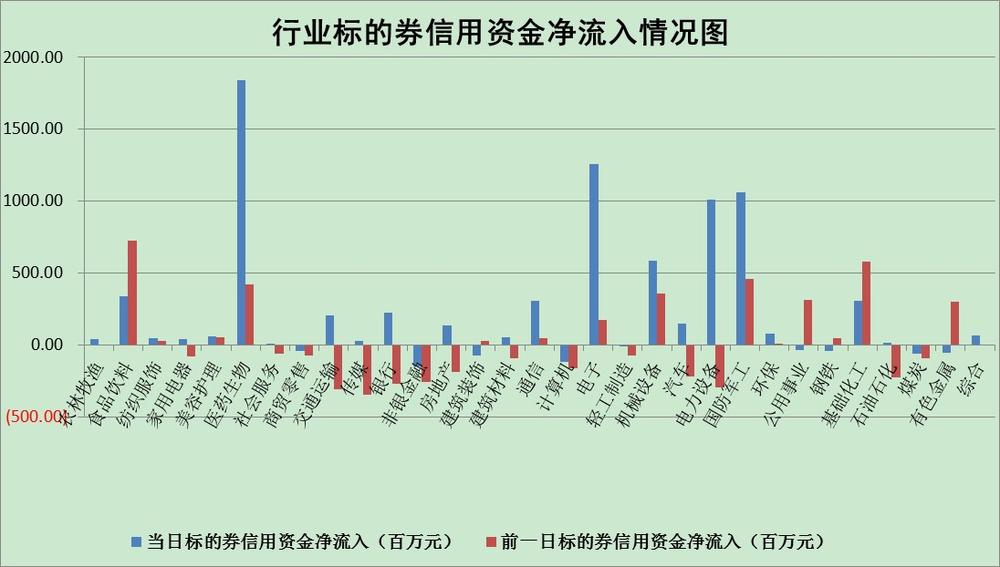 行业标的券信用资金净流入情况图
2000.00
1500.00
1000.00
500.00
0.00
(500.00)
农林牧渔
食品饮料
纺织服饰
家用电器
美容护理
医药生物
社会服务
商贸零售
交通运输
传媒
银行
非银金融
房地产
建筑装饰
建筑材料
通信
计算机
电子
轻工制造
机械设备
汽车
电力设备
国防军工
环保
公用事业
钢铁
基础化工
石油石化
煤炭
有色金属
综合
当日标的券信用资金净流入（百万元） 前一日标的券信用资金净流入（百万元）